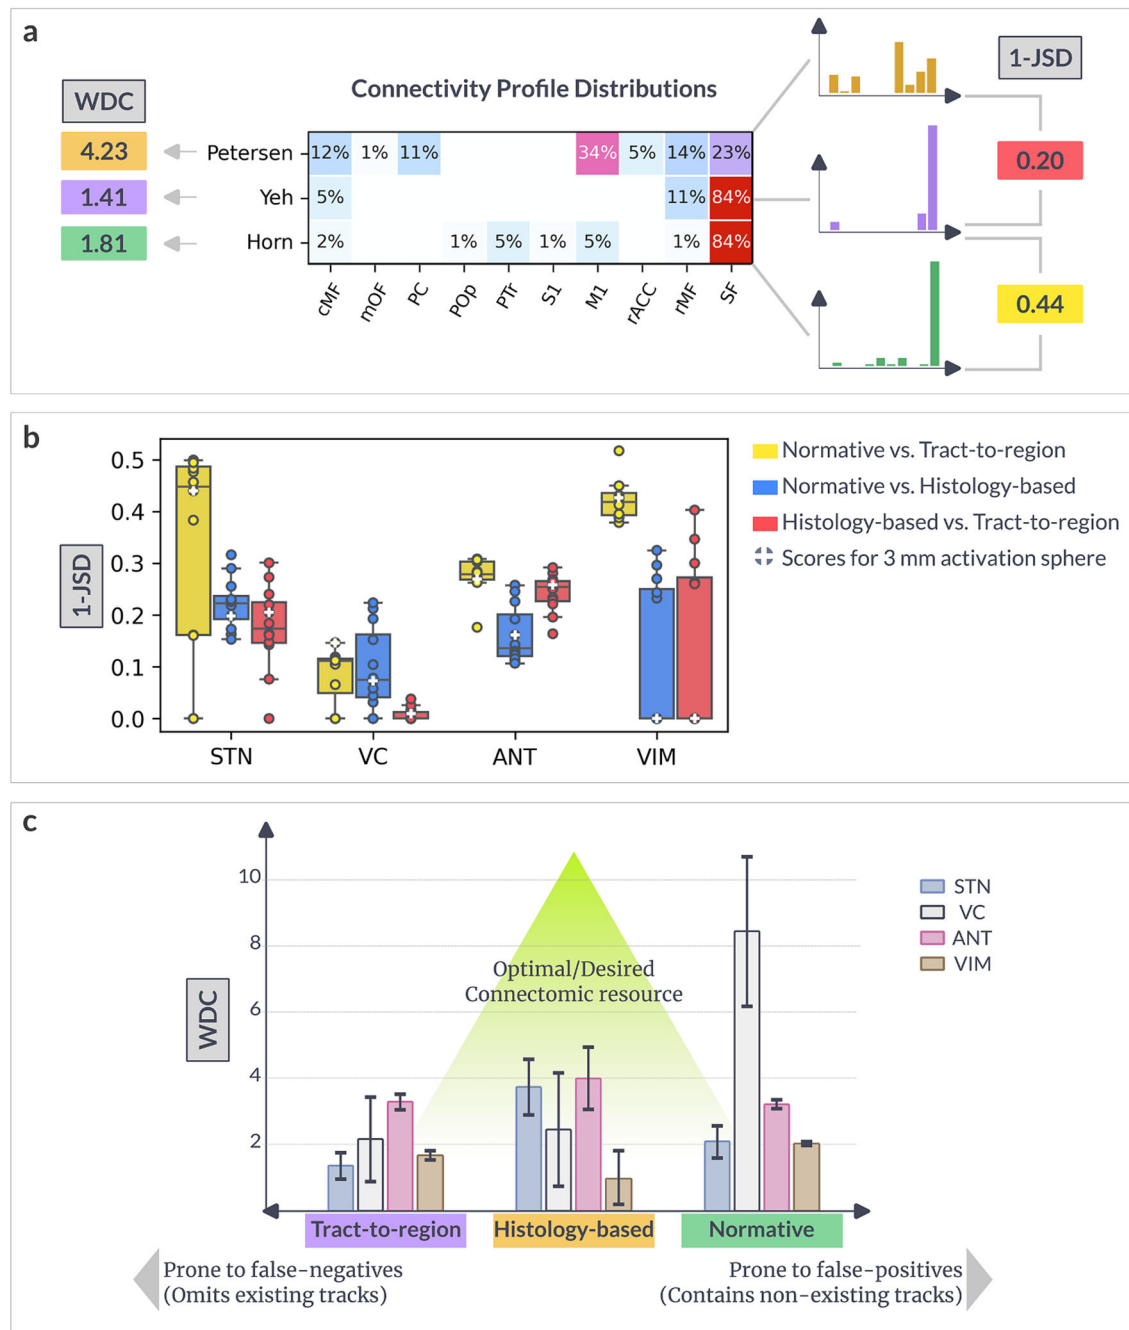 a
WDC
Connectivity Profile Distributions
1-JSD
4.23
Petersen 12% 1% 11% 34% 5% 14% 23%
0.20
1.41
Yeh 5% 11% 84%
1.81
Horn 2% 1% 5% 1% 5% 1% 84%
0.44
cMF mOF PC POp PTr S1 M1 rACC rMF SF
b
1-JSD
0.5
0.4
0.3
0.2
0.1
0.0
STN VC ANT VIM
Normative vs. Tract-to-region
Normative vs. Histology-based
Histology-based vs. Tract-to-region
Scores for 3 mm activation sphere
c
WDC
10
8
6
4
2
Optimal/Desired
Connectomic resource
STN
VC
ANT
VIM
Tract-to-region Histology-based Normative
Prone to false-negatives
(Omits existing tracks)
Prone to false-positives
(Contains non-existing tracks)